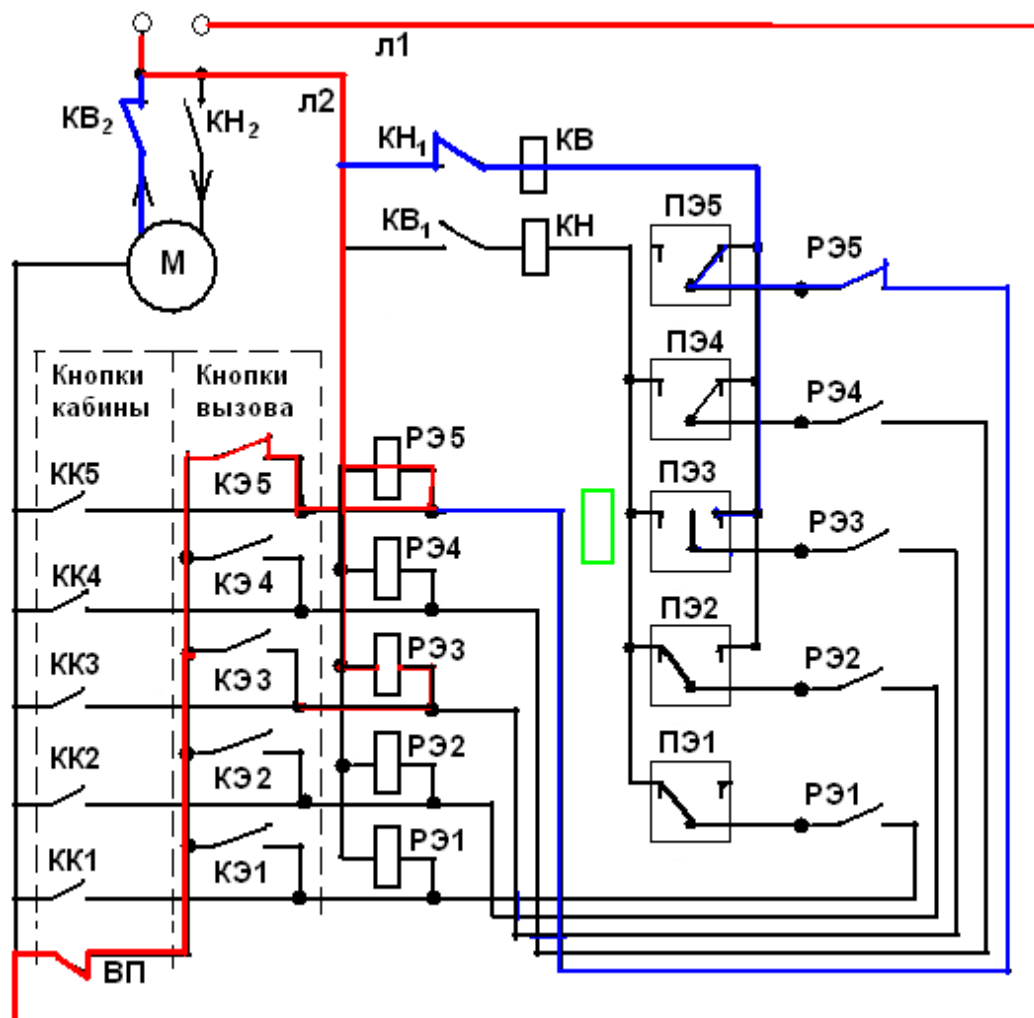 л1
л2
КВ2
КН2
КН1
КВ
КВ1
КН
М
ПЭ5
РЭ5
ПЭ4
РЭ4
ПЭ3
РЭ3
ПЭ2
РЭ2
ПЭ1
РЭ1
Кнопки
кабины
Кнопки
вызова
КК5
КЭ5
РЭ5
КК4
КЭ4
РЭ4
КК3
КЭ3
РЭ3
КК2
КЭ2
РЭ2
КК1
КЭ1
РЭ1
ВП